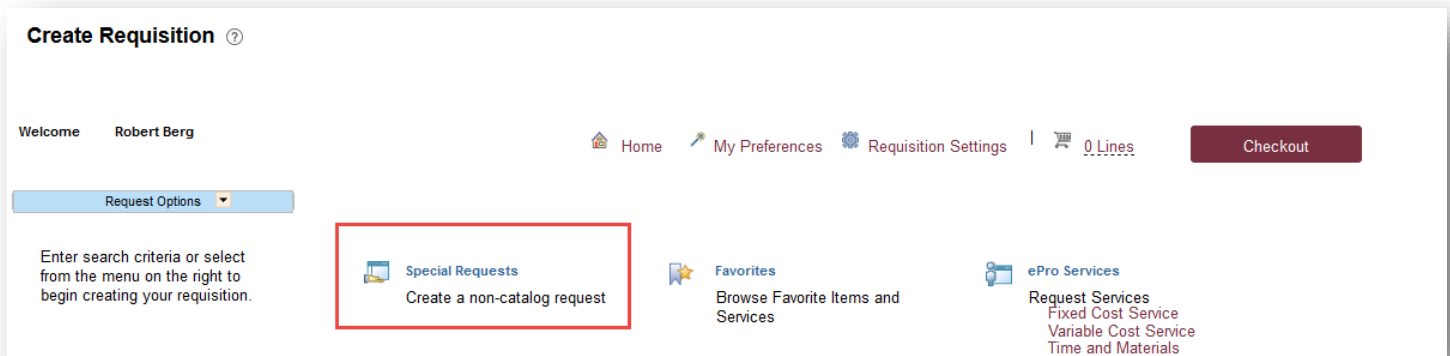 Create Requisition ?
Welcome Robert Berg
Home My Preferences Requisition Settings | 0 Lines Checkout
Request Options
Enter search criteria or select
from the menu on the right to
begin creating your requisition.
Special Requests
Create a non-catalog request
Favorites
Browse Favorite Items and
Services
ePro Services
Request Services
Fixed Cost Service
Variable Cost Service
Time and Materials